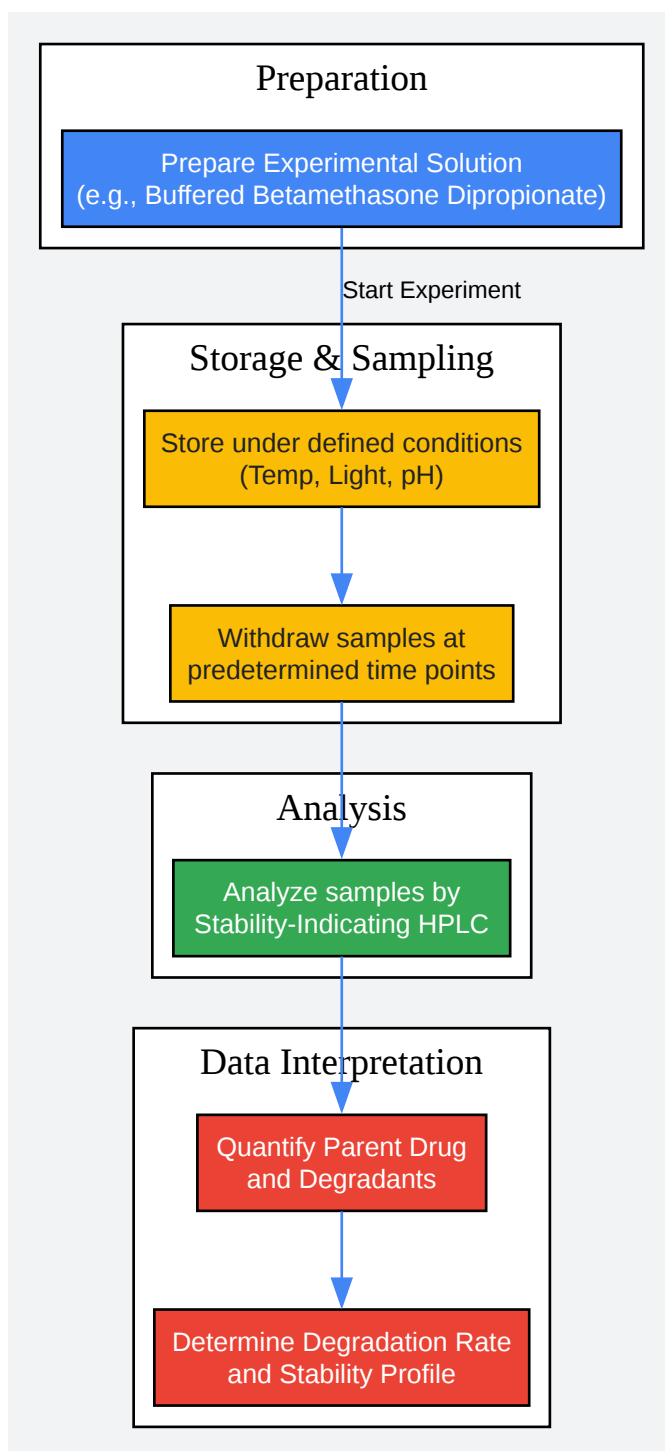 Preparation
Prepare Experimental Solution
(e.g., Buffered Betamethasone Dipropionate)
Start Experiment
Storage & Sampling
Store under defined conditions
(Temp, Light, pH)
Withdraw samples at
predetermined time points
Analysis
Analyze samples by
Stability-Indicating HPLC
Data Interpretation
Quantify Parent Drug
and Degradants
Determine Degradation Rate
and Stability Profile